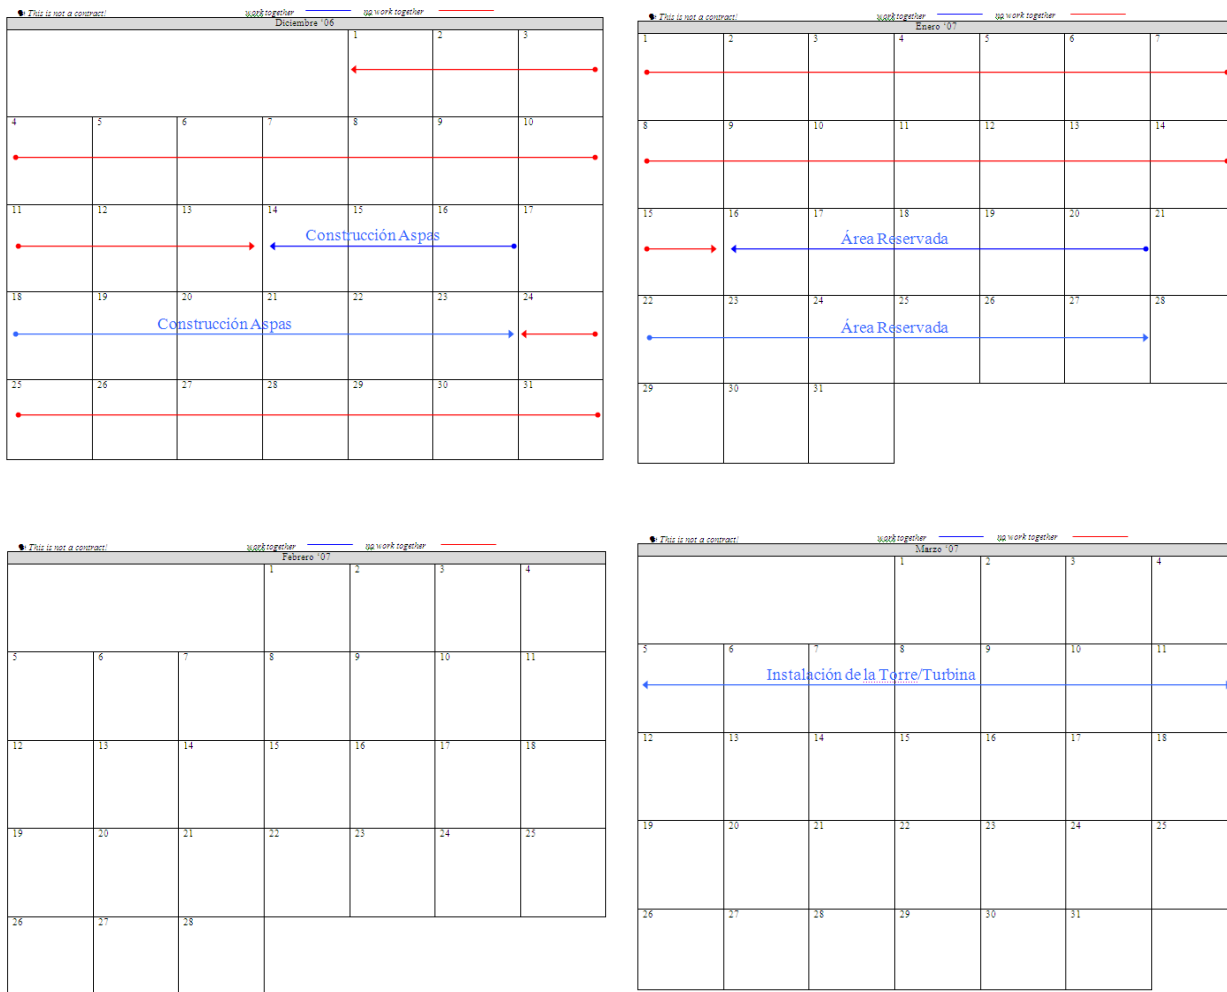 This is not a contract!
work together
no work together
Diciembre '06
1 2 3
4 5 6 7 8 9 10
11 12 13 14 15 16 17
Construcción Aspas
18 19 20 21 22 23 24
Construcción Aspas
25 26 27 28 29 30 31
This is not a contract!
work together
no work together
Enero '07
1 2 3 4 5 6 7
8 9 10 11 12 13 14
15 16 17 18 19 20 21
Área Reservada
22 23 24 25 26 27 28
Área Reservada
29 30 31
This is not a contract!
work together
no work together
Febrero '07
1 2 3 4
5 6 7 8 9 10 11
12 13 14 15 16 17 18
19 20 21 22 23 24 25
26 27 28
This is not a contract!
work together
no work together
Marzo '07
1 2 3 4
5 6 7 8 9 10 11
Instalación de la Torre/Turbina
12 13 14 15 16 17 18
19 20 21 22 23 24 25
26 27 28 29 30 31